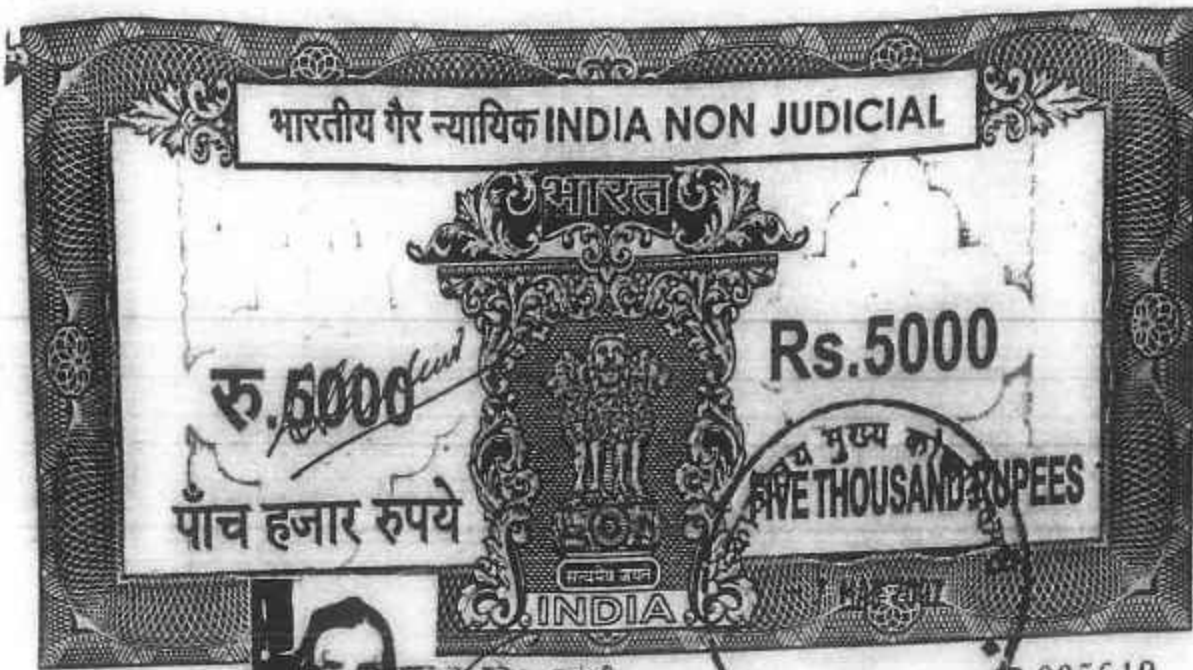 भारतीय गैर न्यायिक INDIA NON JUDICIAL
भारत
रु.5000
Rs.5000
पाँच हजार रुपये
मुख्य
FIVE THOUSAND RUPEES
सत्यमेव जयते
INDIA